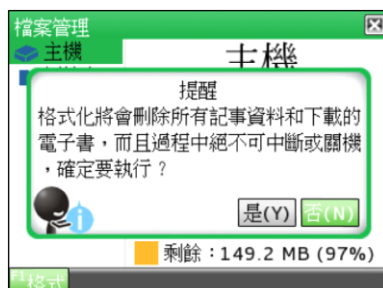 檔案管理
主機
主機
提醒
格式化將會刪除所有記事資料和下載的
電子書,而且過程中絕不可中斷或關機
,確定要執行?
是(Y) 否(N)
剩餘:149.2 MB (97%)
F1格式